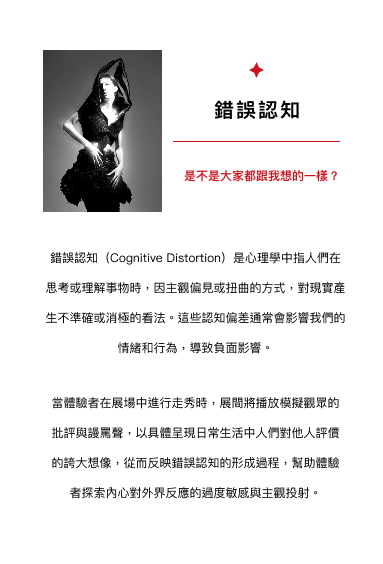 錯誤認知
是不是大家都跟我想的一樣？
錯誤認知（Cognitive Distortion）是心理學中指人們在
思考或理解事物時，因主觀偏見或扭曲的方式，對現實產
生不準確或消極的看法。這些認知偏差通常會影響我們的
情緒和行為，導致負面影響。
當體驗者在展場中進行走秀時，展間將播放模擬觀眾的
批評與謾罵聲，以具體呈現日常生活中人們對他人評價
的誇大想像，從而反映錯誤認知的形成過程，幫助體驗
者探索內心對外界反應的過度敏感與主觀投射。